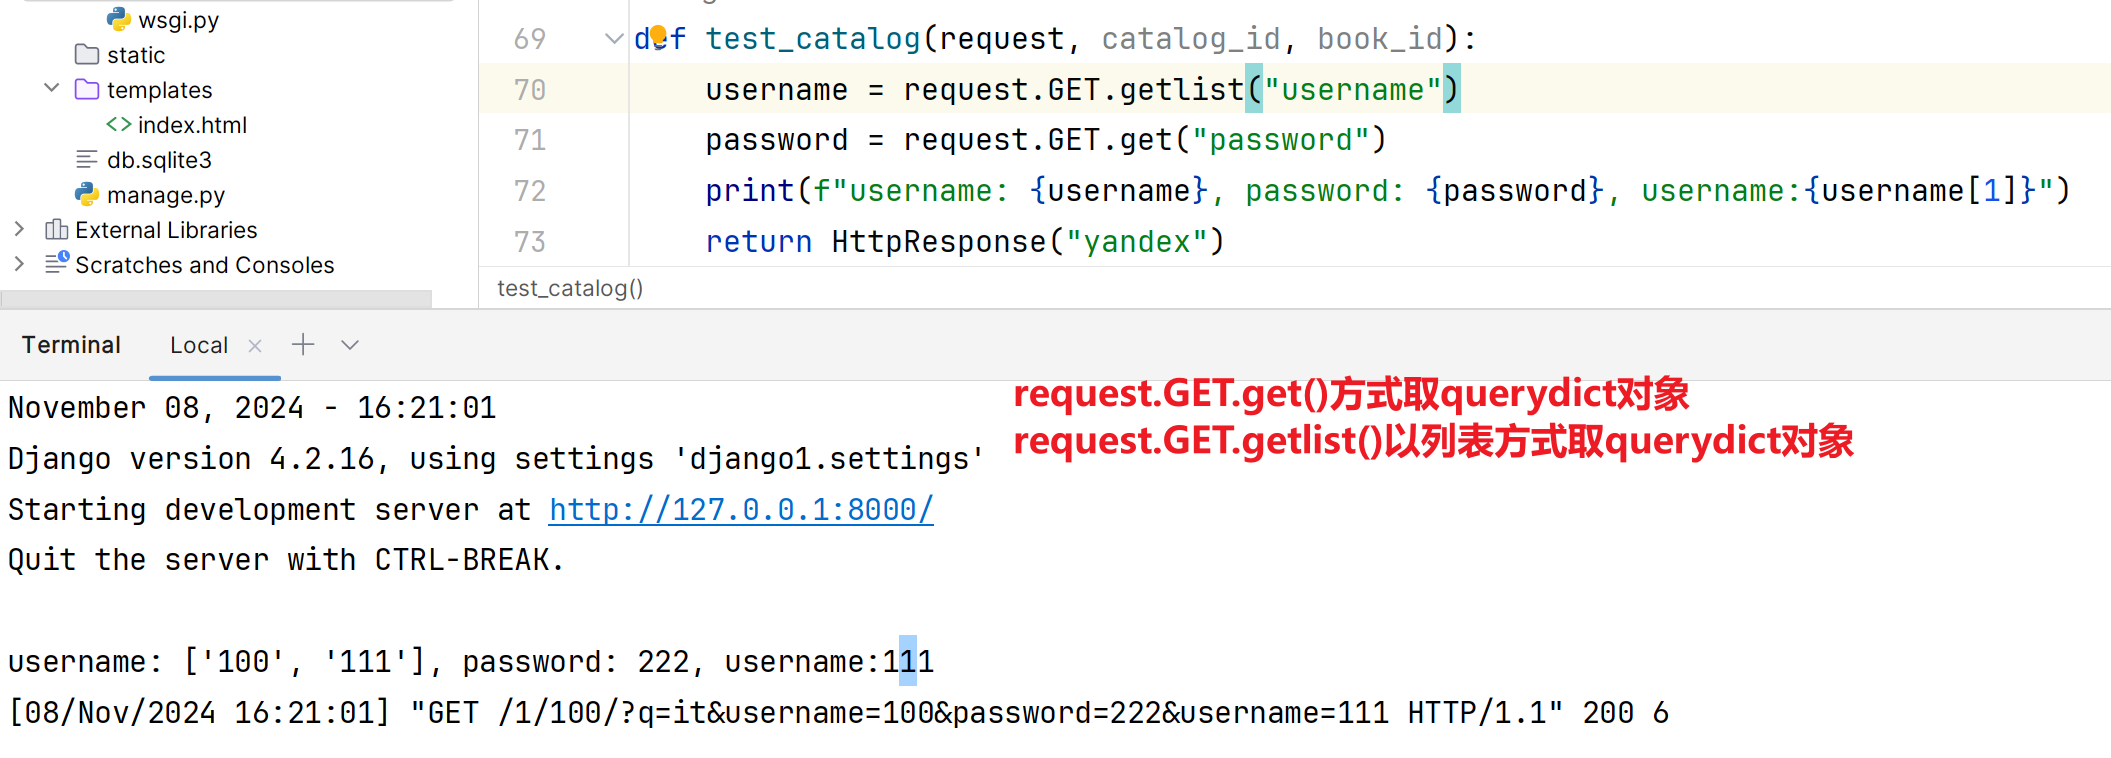 wsgi.py
static
templates
index.html
db.sqlite3
manage.py
External Libraries
Scratches and Consoles
69 def test_catalog(request, catalog_id, book_id):
70 username = request.GET.getlist("username")
71 password = request.GET.get("password")
72 print(f"username: {username}, password: {password}, username:{username[1]}")
73 return HttpResponse("yandex")
test_catalog()
Terminal Local
request.GET.get()方式取querydict对象
request.GET.getlist()以列表方式取querydict对象
November 08, 2024 - 16:21:01
Django version 4.2.16, using settings 'django1.settings'
Starting development server at http://127.0.0.1:8000/
Quit the server with CTRL-BREAK.
username: ['100', '111'], password: 222, username:111
[08/Nov/2024 16:21:01] "GET /1/100/?q=it&username=100&password=222&username=111 HTTP/1.1" 200 6